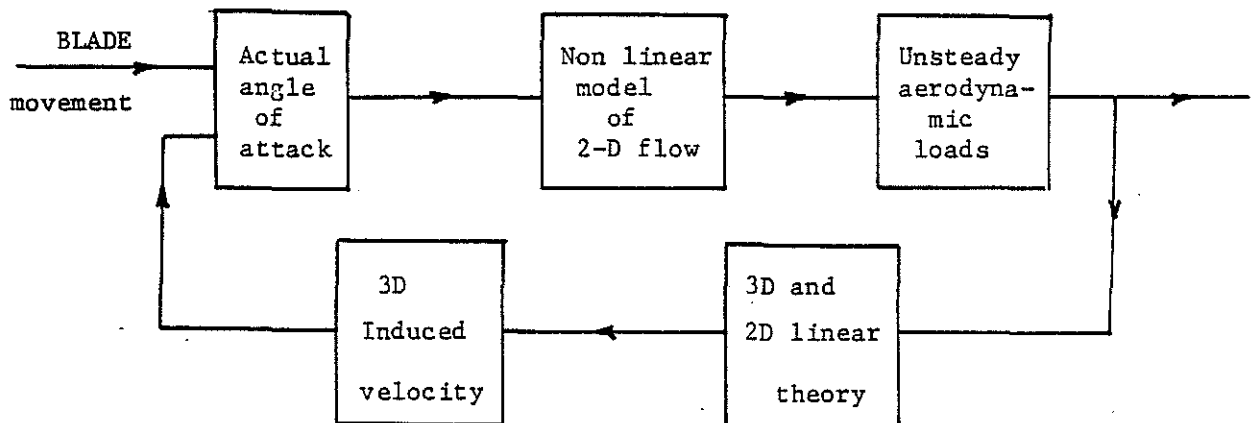 BLADE
movement
Actual
angle
of
attack
Non linear
model
of
2-D flow
Unsteady
aerodyna-
mic
loads
3D
Induced
velocity
3D and
2D linear
theory